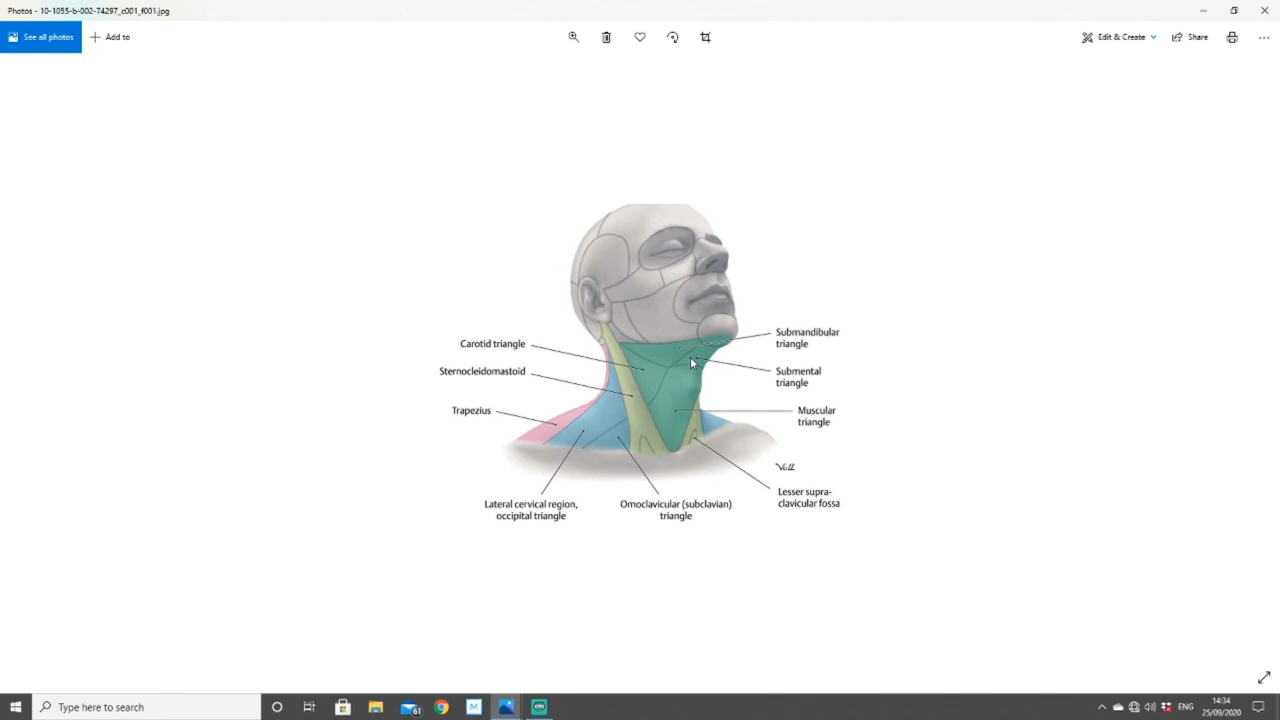 Photos - 10-1055-b-002-74297_c001_f001.jpg
See all photos
Add to
Edit & Create
Share
Carotid triangle
Sternocleidomastoid
Trapezius
Submandibular
triangle
Submental
triangle
Muscular
triangle
Lesser supra-
clavicular fossa
Lateral cervical region,
occipital triangle
Omoclavicular (subclavian)
triangle
Type here to search
61
M
ENG
14:34
25/09/2020